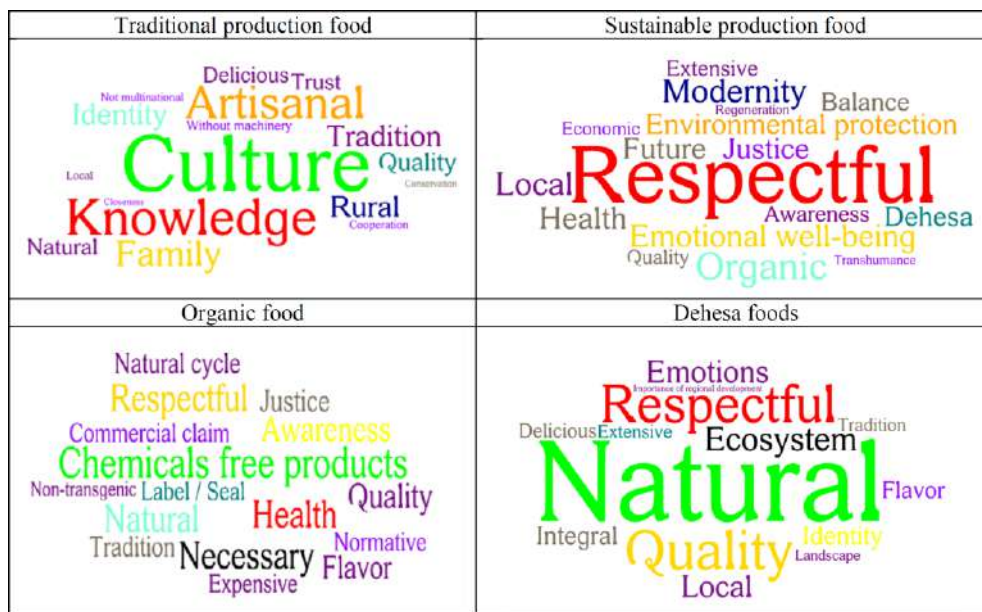 Traditional production food
Delicious Trust
Not multinational
Artisanal
Identity
Without machinery
Tradition
Culture
Quality
Local
Conservation
Closeness
Knowledge
Rural
Cooperation
Natural
Family
Sustainable production food
Extensive
Modernity
Balance
Regeneration
Economic
Environmental protection
Future
Justice
Respectful
Local
Health
Awareness
Dehesa
Emotional well-being
Quality
Organic
Transhumance
Organic food
Natural cycle
Respectful
Justice
Commercial claim
Awareness
Chemicals free products
Non-transgenic
Label / Seal
Quality
Natural
Health
Tradition
Necessary
Normative
Expensive
Flavor
Dehesa foods
Emotions
Importance of regional development
Respectful
Delicious
Extensive
Ecosystem
Tradition
Natural
Flavor
Integral
Quality
Identity
Landscape
Local